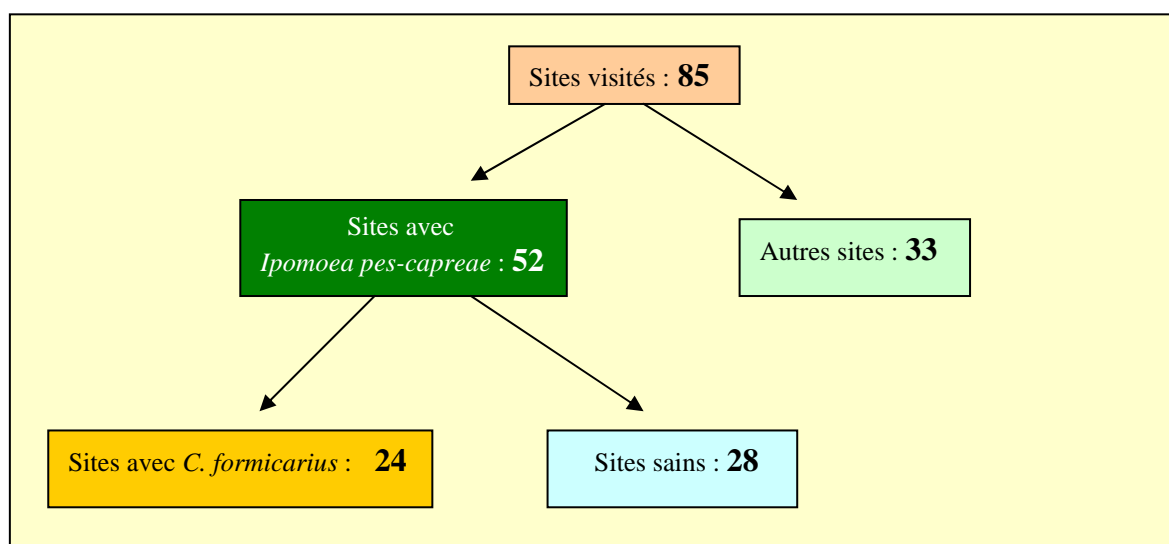 Sites visités : 85
Sites avec
Ipomoea pes-capreae : 52
Autres sites : 33
Sites avec C. formicarius : 24
Sites sains : 28